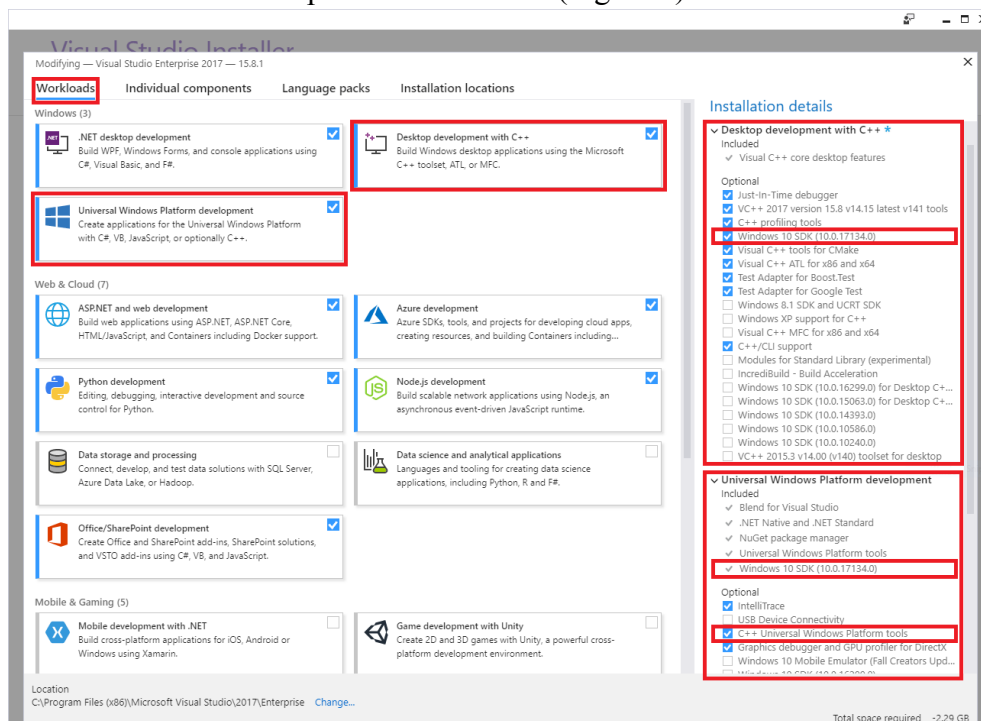 Visual Studio Installer
Modifying — Visual Studio Enterprise 2017 — 15.8.1
Workloads Individual components Language packs Installation locations
Windows (3)
.NET desktop development
Build WPF, Windows Forms, and console applications using
C#, Visual Basic, and F#.
Desktop development with C++
Build Windows desktop applications using the Microsoft
C++ toolset, ATL, or MFC.
Universal Windows Platform development
Create applications for the Universal Windows Platform
with C#, VB, JavaScript, or optionally C++.
Web & Cloud (7)
ASP.NET and web development
Build web applications using ASP.NET, ASP.NET Core,
HTML/JavaScript, and Containers including Docker support.
Azure development
Azure SDKs, tools, and projects for developing cloud apps,
creating resources, and building Containers including...
Python development
Editing, debugging, interactive development and source
control for Python.
Node.js development
Build scalable network applications using Node.js, an
asynchronous event-driven JavaScript runtime.
Data storage and processing
Connect, develop, and test data solutions with SQL Server,
Azure Data Lake, or Hadoop.
Data science and analytical applications
Languages and tooling for creating data science
applications, including Python, R and F#.
Office/SharePoint development
Create Office and SharePoint add-ins, SharePoint solutions,
and VSTO add-ins using C#, VB, and JavaScript.
Mobile & Gaming (5)
Mobile development with .NET
Build cross-platform applications for iOS, Android or
Windows using Xamarin.
Game development with Unity
Create 2D and 3D games with Unity, a powerful cross-
platform development environment.
Installation details
Desktop development with C++ *
Included
Visual C++ core desktop features
Optional
Just-In-Time debugger
VC++ 2017 version 15.8 v14.15 latest v141 tools
C++ profiling tools
Windows 10 SDK (10.0.17134.0)
Visual C++ tools for CMake
Visual C++ ATL for x86 and x64
Test Adapter for Boost.Test
Test Adapter for Google Test
Windows 8.1 SDK and UCRT SDK
Windows XP support for C++
Visual C++ MFC for x86 and x64
C++/CLI support
Modules for Standard Library (experimental)
IncrediBuild - Build Acceleration
Windows 10 SDK (10.0.16299.0) for Desktop C+...
Windows 10 SDK (10.0.15063.0) for Desktop C+...
Windows 10 SDK (10.0.14393.0)
Windows 10 SDK (10.0.10586.0)
Windows 10 SDK (10.0.10240.0)
VC++ 2015.3 v14.00 (v140) toolset for desktop
Universal Windows Platform development
Included
Blend for Visual Studio
.NET Native and .NET Standard
NuGet package manager
Universal Windows Platform tools
Windows 10 SDK (10.0.17134.0)
Optional
IntelliTrace
USB Device Connectivity
C++ Universal Windows Platform tools
Graphics debugger and GPU profiler for DirectX
Windows 10 Mobile Emulator (Fall Creators Upd...
Windows 10 SDK (10.0.16299.0)
Location
C:\Program Files (x86)\Microsoft Visual Studio\2017\Enterprise Change...
Total space required -2.29 GB